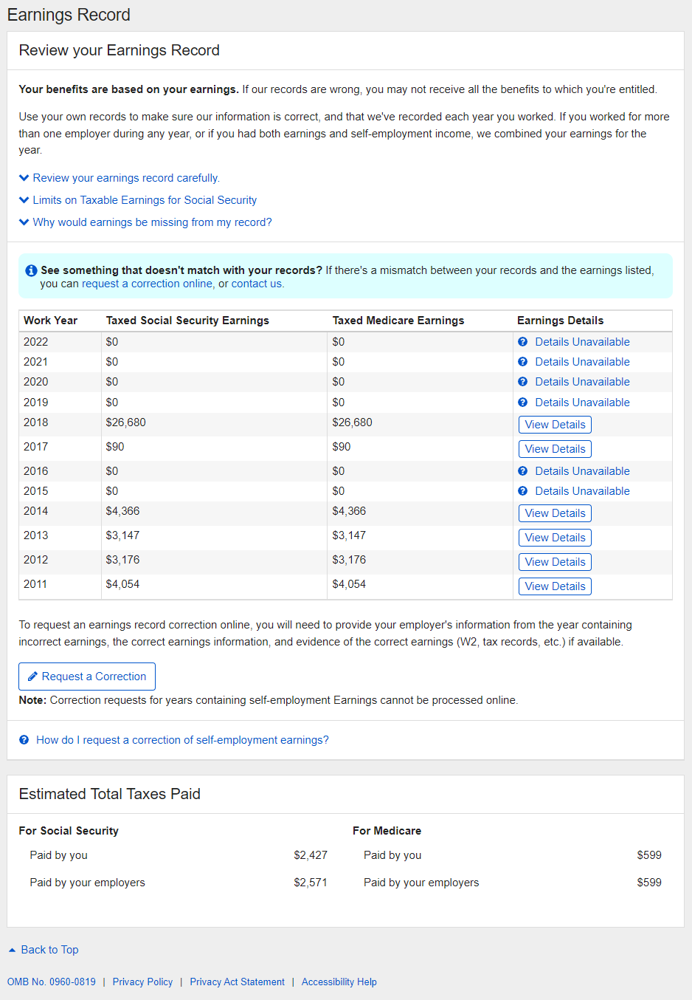 Earnings Record
Review your Earnings Record
Your benefits are based on your earnings. If our records are wrong, you may not receive all the benefits to which you're entitled.
Use your own records to make sure our information is correct, and that we've recorded each year you worked. If you worked for more
than one employer during any year, or if you had both earnings and self-employment income, we combined your earnings for the
year.
Review your earnings record carefully.
Limits on Taxable Earnings for Social Security
Why would earnings be missing from my record?
See something that doesn't match with your records? If there's a mismatch between your records and the earnings listed,
you can request a correction online, or contact us.
Work Year Taxed Social Security Earnings Taxed Medicare Earnings Earnings Details
2022 $0 $0 Details Unavailable
2021 $0 $0 Details Unavailable
2020 $0 $0 Details Unavailable
2019 $0 $0 Details Unavailable
2018 $26,680 $26,680 View Details
2017 $90 $90 View Details
2016 $0 $0 Details Unavailable
2015 $0 $0 Details Unavailable
2014 $4,366 $4,366 View Details
2013 $3,147 $3,147 View Details
2012 $3,176 $3,176 View Details
2011 $4,054 $4,054 View Details
To request an earnings record correction online, you will need to provide your employer's information from the year containing
incorrect earnings, the correct earnings information, and evidence of the correct earnings (W2, tax records, etc.) if available.
Request a Correction
Note: Correction requests for years containing self-employment Earnings cannot be processed online.
How do I request a correction of self-employment earnings?
Estimated Total Taxes Paid
For Social Security For Medicare
Paid by you $2,427 Paid by you $599
Paid by your employers $2,571 Paid by your employers $599
Back to Top
OMB No. 0960-0819 | Privacy Policy | Privacy Act Statement | Accessibility Help